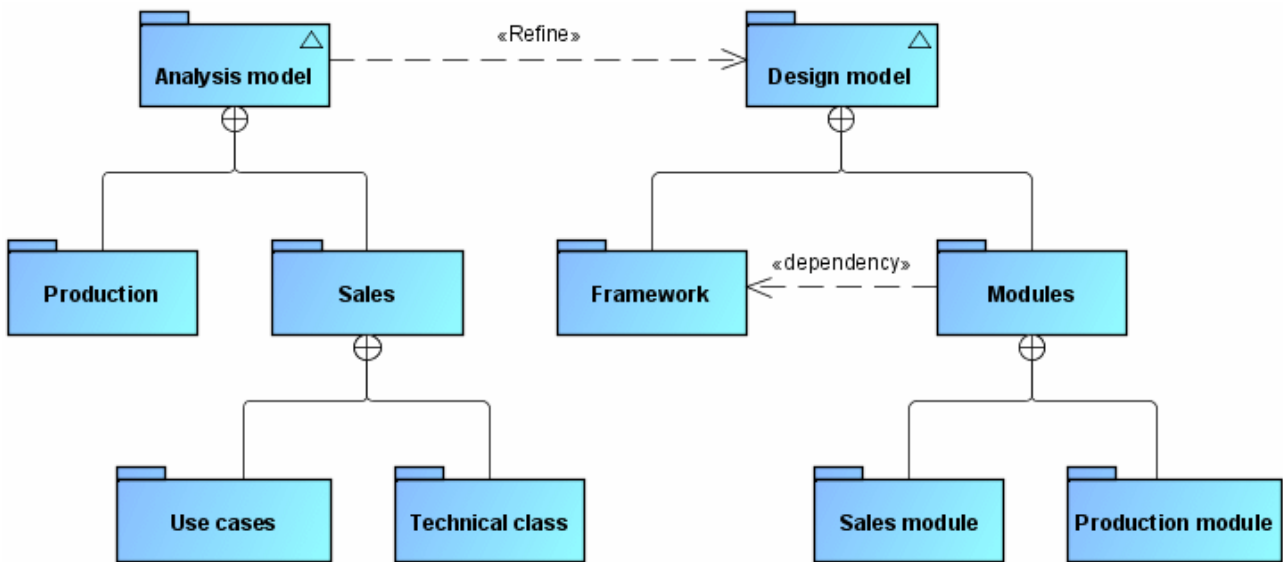 «Refine»
Analysis model
Design model
«dependency»
Production
Sales
Framework
Modules
Use cases
Technical class
Sales module
Production module